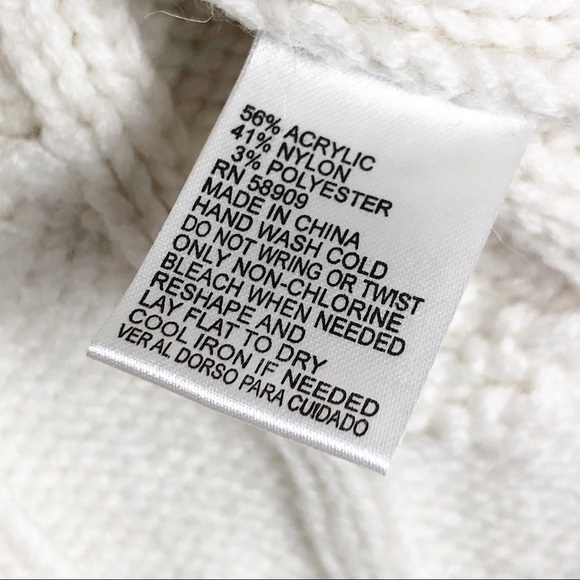 56% ACRYLIC
41% NYLON
3% POLYESTER
RN 58909
MADE IN CHINA
HAND WASH COLD
DO NOT WRING OR TWIST
ONLY NON-CHLORINE
BLEACH WHEN NEEDED
RESHAPE AND
LAY FLAT TO DRY
COOL IRON IF NEEDED
VER AL DORSO PARA CUIDADO